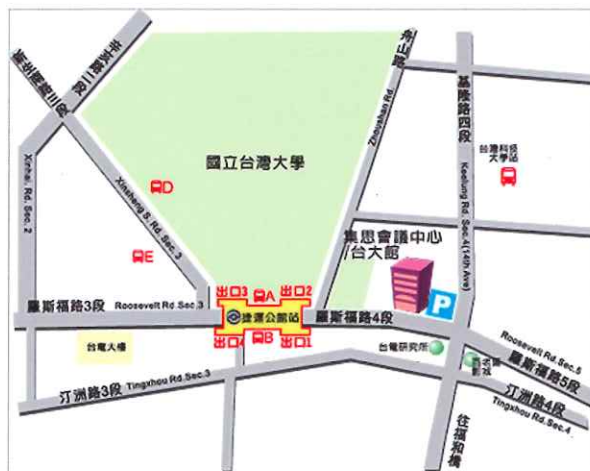 辛亥路二段
新生南路三段
Xinhai. Rd. Sec. 2
Xinsheng S. Rd. Sec. 3
國立台灣大學
舟山路
Zhoushan Rd.
基隆路四段
Keelung Rd. Sec.4(14th Ave)
台灣科技
大學站
D
E
集思會議中心
/台大館
P
出口3
A
出口2
羅斯福路3段
Roosevelt Rd.Sec.3
捷運公館站
羅斯福路4段
出口4
B
出口1
台電大樓
台電研究所
Roosevelt Rd.Sec.5
羅斯福路5段
汀洲路3段
Tingxhou Rd.Sec.3
汀洲路4段
Tingzhou Rd.Sec.4
往福和橋